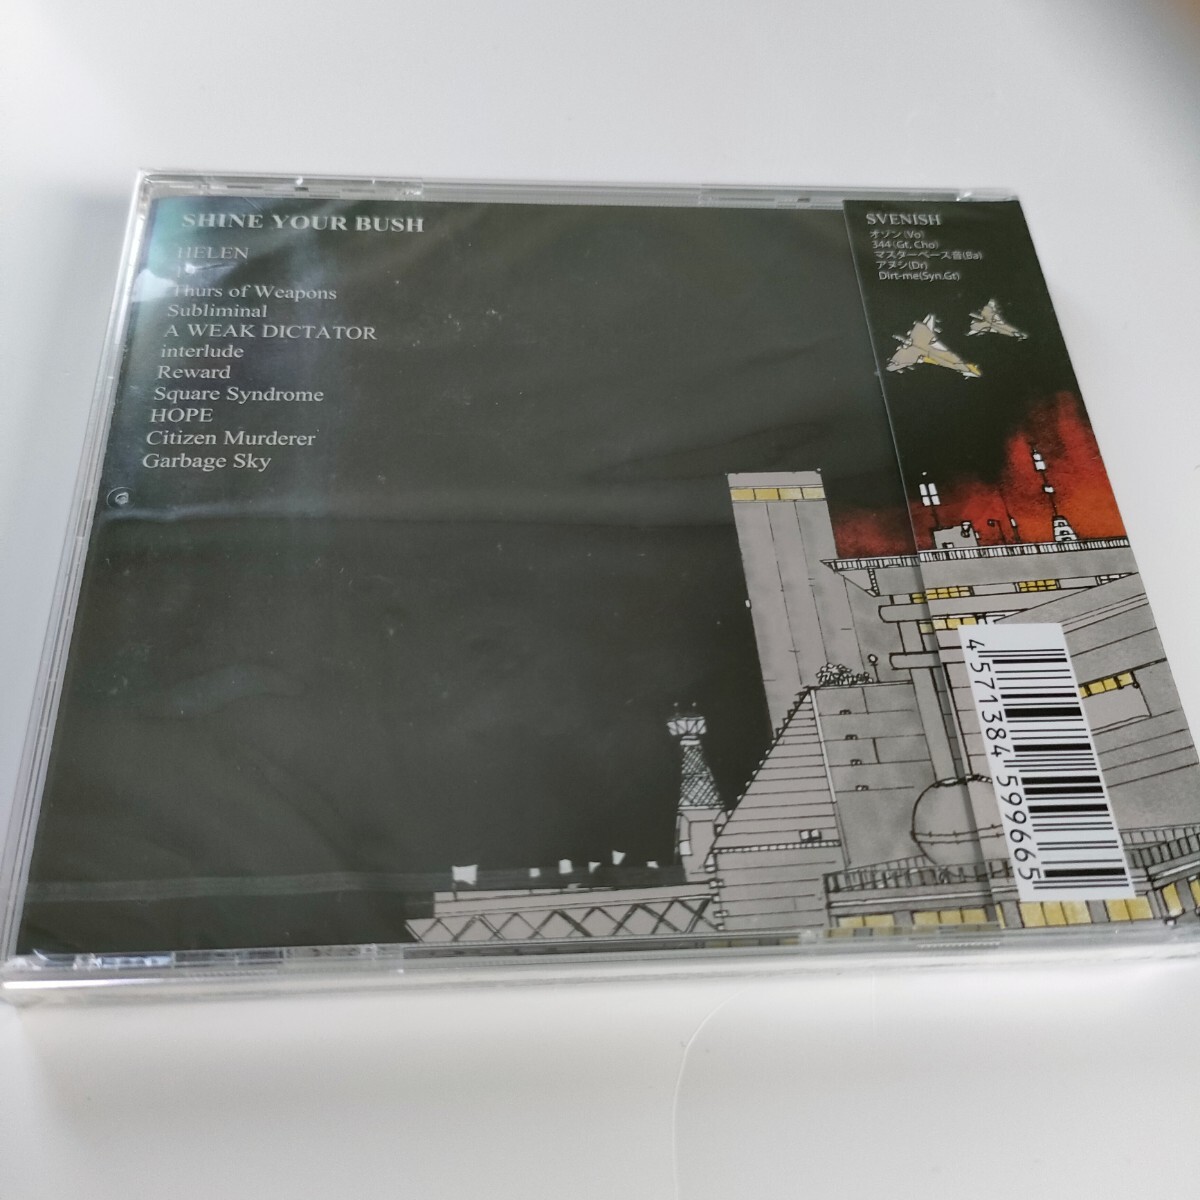 SHINE YOUR BUSH
HELEN
Thurs of Weapons
Subliminal
A WEAK DICTATOR
interlude
Reward
Square Syndrome
HOPE
Citizen Murderer
Garbage Sky
SVENISH
オゾン(Vo)
344(Gt, Cho)
マスターベース音(Ba)
アヌシ(Dr)
Dirt-me(Syn.Gt)
4571384599665